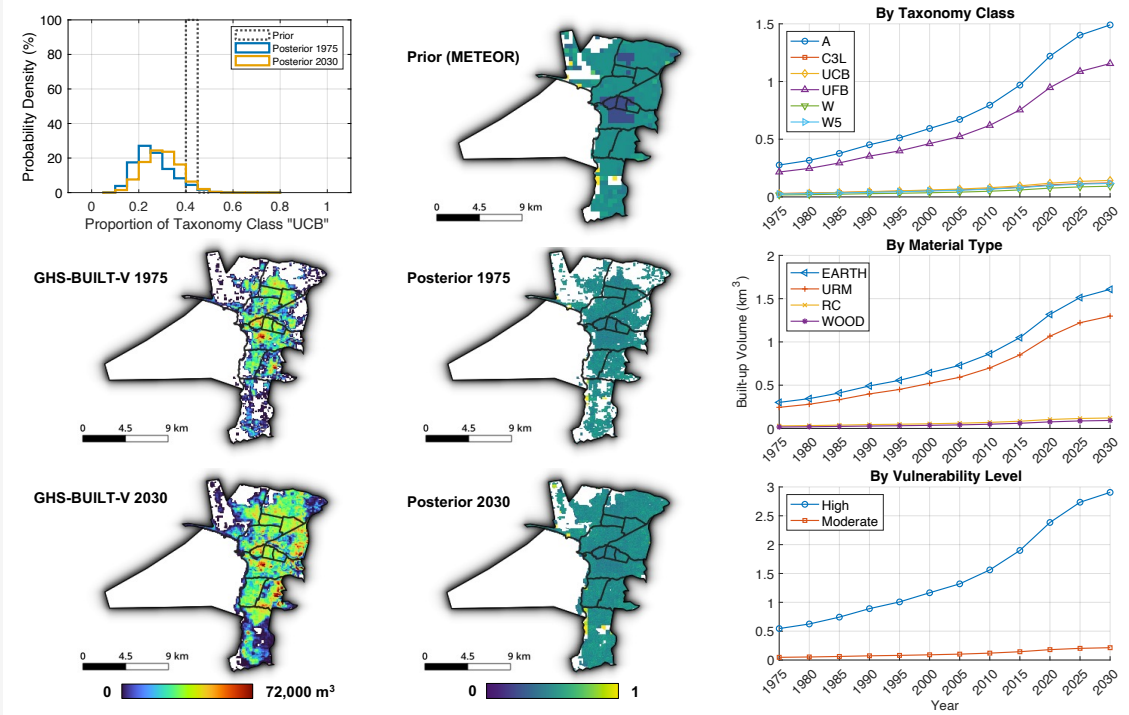 100
80
60
40
20
0
Probability Density (%)
0
0.2
0.4
0.6
0.8
1
Proportion of Taxonomy Class "UCB"
Prior
Posterior 1975
Posterior 2030
Prior (METEOR)
0 4.5 9 km
GHS-BUILT-V 1975
0 4.5 9 km
Posterior 1975
0 4.5 9 km
GHS-BUILT-V 2030
0 4.5 9 km
0 72,000 m³
Posterior 2030
0 4.5 9 km
0 1
By Taxonomy Class
1.5
1
0.5
0
A
C3L
UCB
UFB
W
W5
1975 1980 1985 1990 1995 2000 2005 2010 2015 2020 2025 2030
By Material Type
2
1.5
1
0.5
0
Built-up Volume (km³)
EARTH
URM
RC
WOOD
1975 1980 1985 1990 1995 2000 2005 2010 2015 2020 2025 2030
By Vulnerability Level
3
2.5
2
1.5
1
0.5
0
High
Moderate
1975 1980 1985 1990 1995 2000 2005 2010 2015 2020 2025 2030
Year